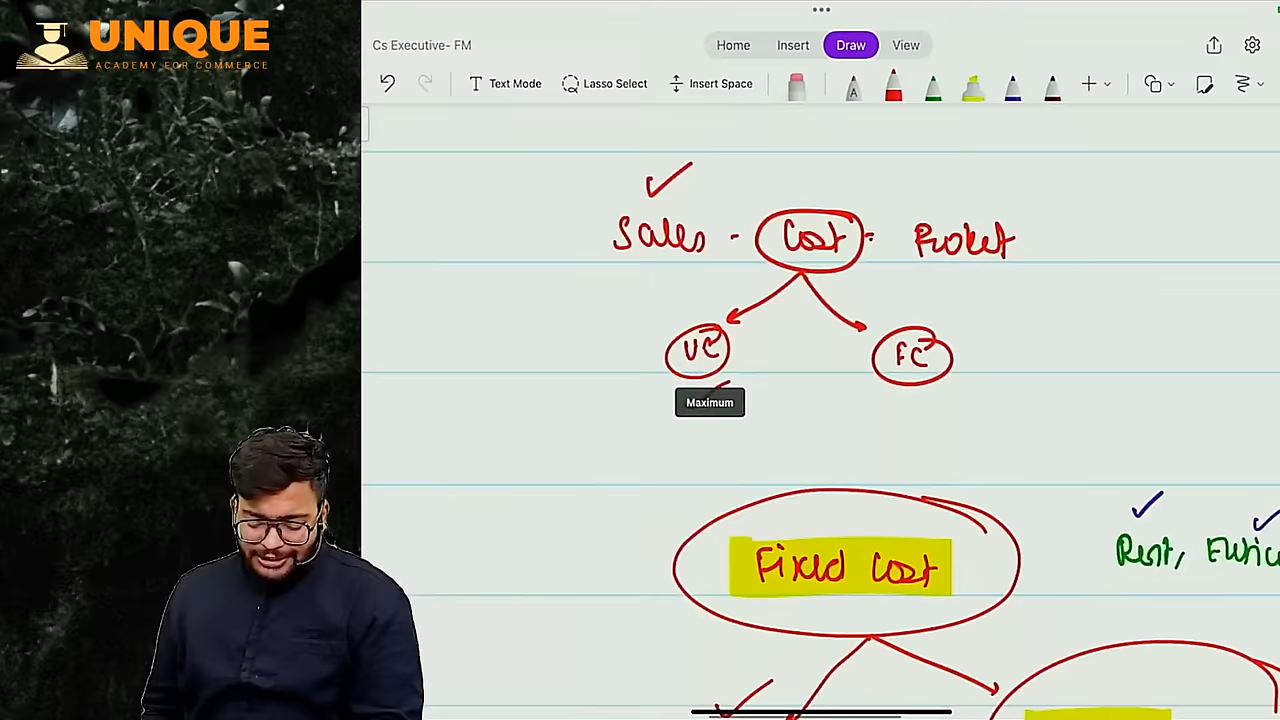 UNIQUE
ACADEMY FOR COMMERCE
Cs Executive- FM
Home Insert Draw View
Text Mode Lasso Select Insert Space
A
Sales - Cost = Profit
VC FC
Maximum
Fixed Cost
Rent,